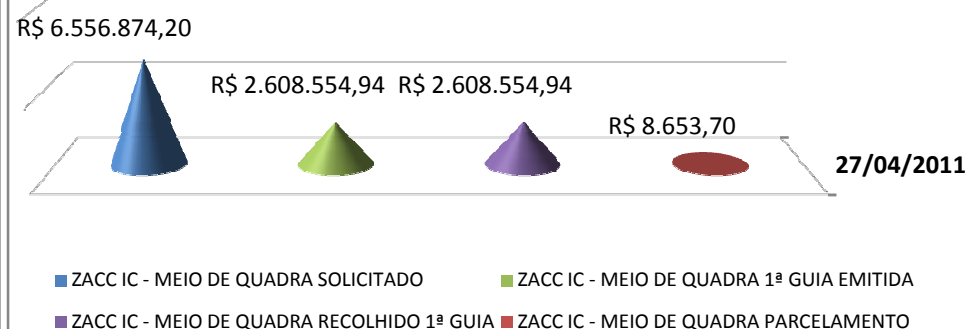 R$ 6.556.874,20
R$ 2.608.554,94 R$ 2.608.554,94
R$ 8.653,70
27/04/2011
ZACC IC - MEIO DE QUADRA SOLICITADO
ZACC IC - MEIO DE QUADRA 1ª GUIA EMITIDA
ZACC IC - MEIO DE QUADRA RECOLHIDO 1ª GUIA
ZACC IC - MEIO DE QUADRA PARCELAMENTO